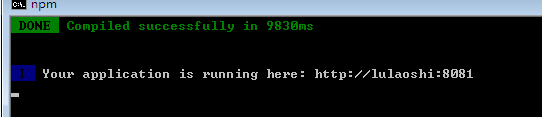 npm
DONE Compiled successfully in 9830ms
I Your application is running here: http://lulaoshi:8081